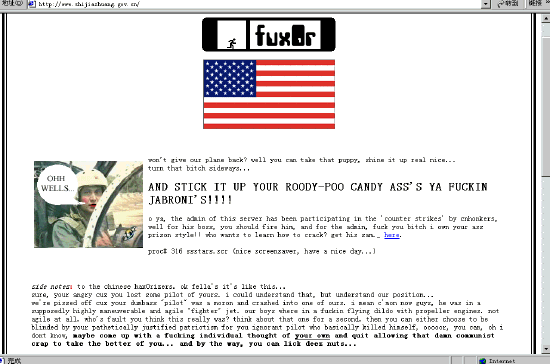 地址(D) http://www.shijiazhuang.gov.cn/ 转到 链接 »
fux0r
won't give our plane back? well you can take that puppy, shine it up real nice...
turn that bitch sideways...
OHH
WELLS...
AND STICK IT UP YOUR ROODY-POO CANDY ASS'S YA FUCKIN
JABRONI'S!!!!
o ya, the admin of this server has been participating in the 'counter strikes' by cnhonkers,
well for his boss, you should fire him, and for the admin, fuck you bitch i own your ass
prizon style!! who wants to learn how to crack? get his sam._ here.
proc# 316 ssstars.scr (nice screensaver, have a nice day...)
side notes: to the chinese haxOrizers. ok fella's it's like this...
sure, your angry cuz you lost some pilot of yours. i could understand that, but understand our position...
we're pissed off cux your dumbass "pilot" was a moron and crashed into one of ours. i mean c'mon now guys, he was in a
supposedly highly maneuverable and agile "fighter" jet. our boys where in a fuckin flying dildo with propeller engines. not
agile at all. who's fault you think this really was? think about that one for a second. then you can either choose to be
blinded by your pathetically justified patriotism for you ignorant pilot who basically killed himself, ooooor, you can, oh i
dont know, maybe come up with a fucking individual thought of your own and quit allowing that damn communist
crap to take the better of you... and by the way, you can lick deez nuts...
完成 Internet